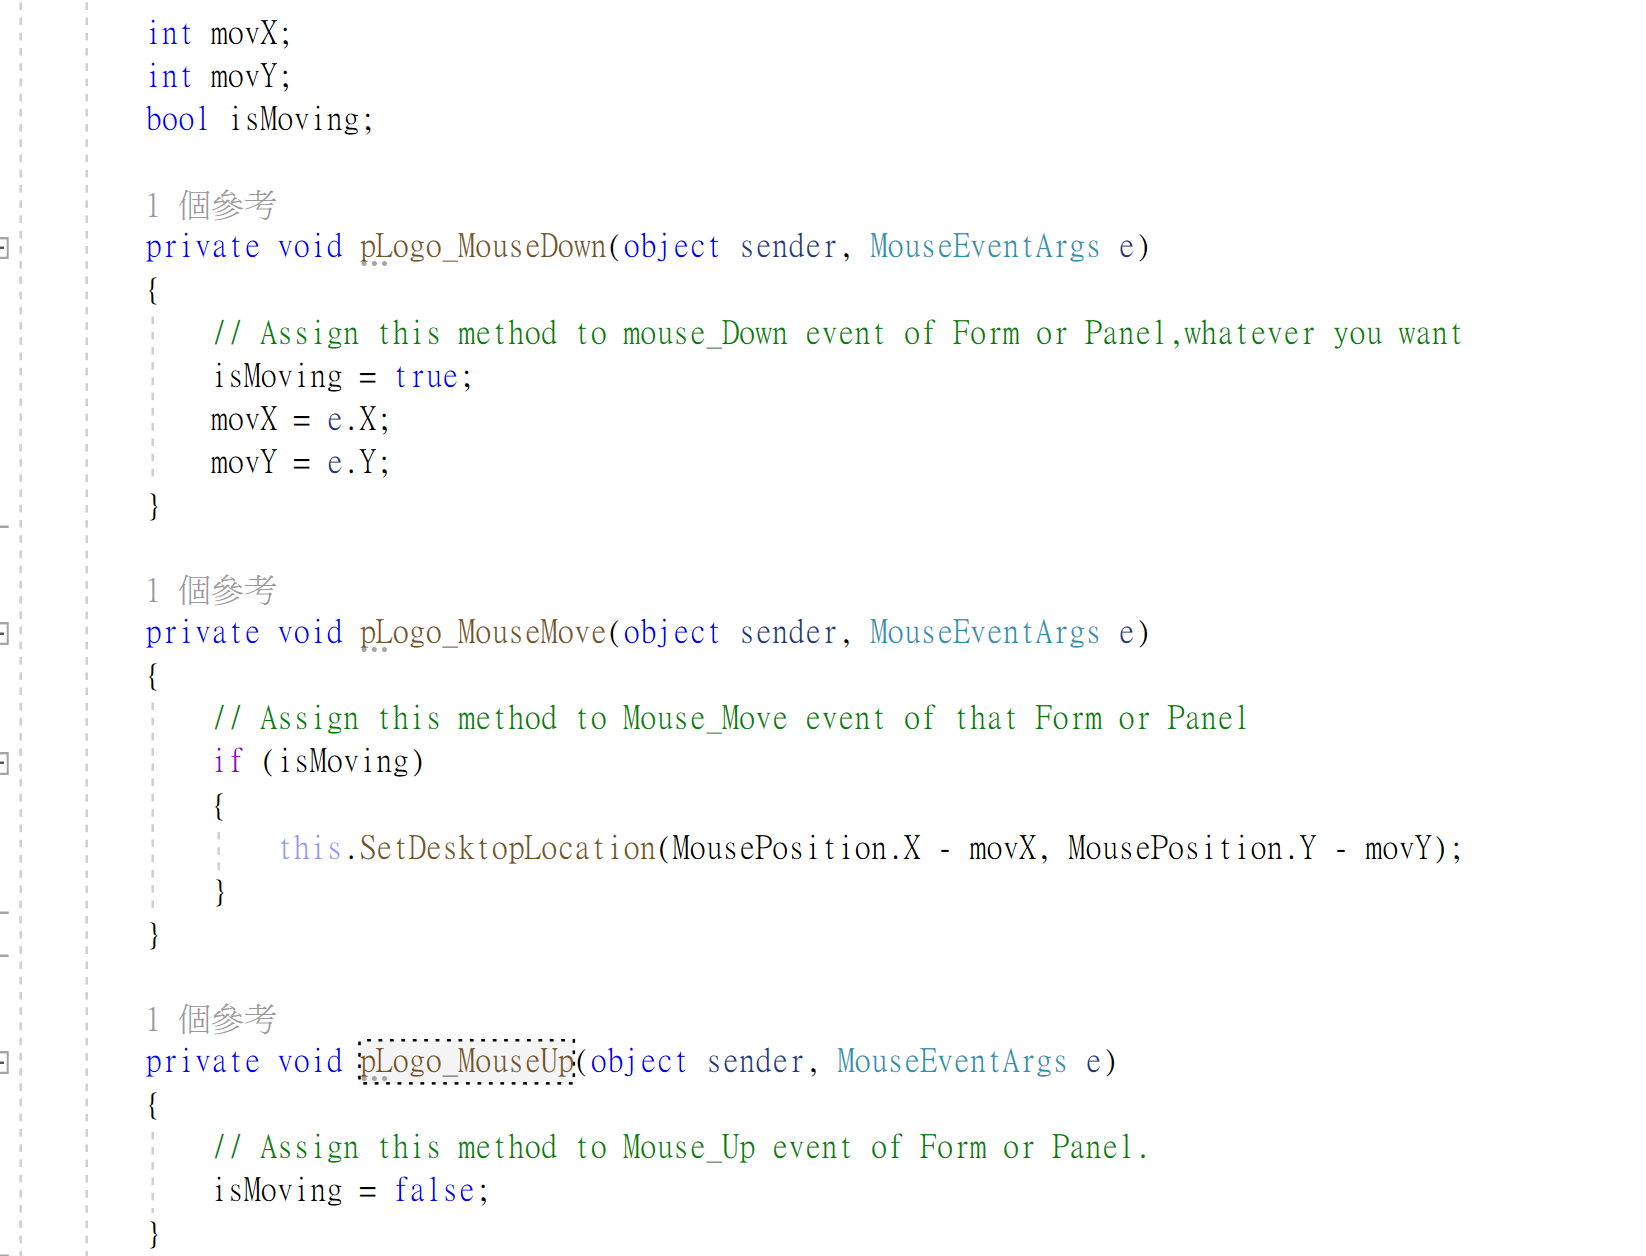 int movX;
int movY;
bool isMoving;
1 個參考
private void pLogo_MouseDown(object sender, MouseEventArgs e)
{
// Assign this method to mouse_Down event of Form or Panel,whatever you want
isMoving = true;
movX = e.X;
movY = e.Y;
}
1 個參考
private void pLogo_MouseMove(object sender, MouseEventArgs e)
{
// Assign this method to Mouse_Move event of that Form or Panel
if (isMoving)
{
this.SetDesktopLocation(MousePosition.X - movX, MousePosition.Y - movY);
}
}
1 個參考
private void pLogo_MouseUp(object sender, MouseEventArgs e)
{
// Assign this method to Mouse_Up event of Form or Panel.
isMoving = false;
}